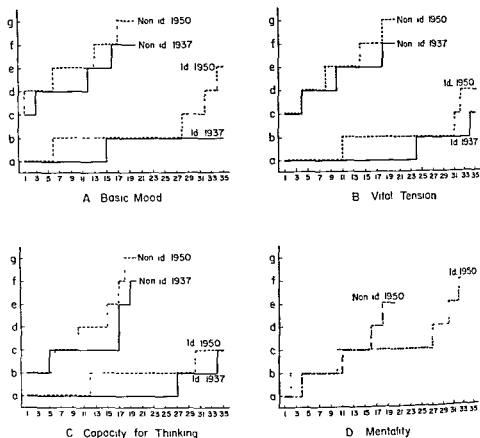 g
f
e
d
c
b
a
Non id 1950
Non id 1937
Id 1950
Id 1937
1 3 5 7 9 11 13 15 17 19 21 23 25 27 29 31 33 35
A Basic Mood
g
f
e
d
c
b
a
Non id 1950
Non id 1937
Id. 1950
Id 1937
1 3 5 7 9 11 13 15 17 19 21 23 25 27 29 31 33 35
B Vital Tension
g
f
e
d
c
b
a
Non id 1950
Non id 1937
Id 1950
Id 1937
1 3 5 7 9 11 13 15 17 19 21 23 25 27 29 31 33 35
C Capacity for Thinking
g
f
e
d
c
b
a
Non id 1950
Id. 1950
1 3 5 7 9 11 13 15 17 19 21 23 25 27 29 31 33 35
D Mentality